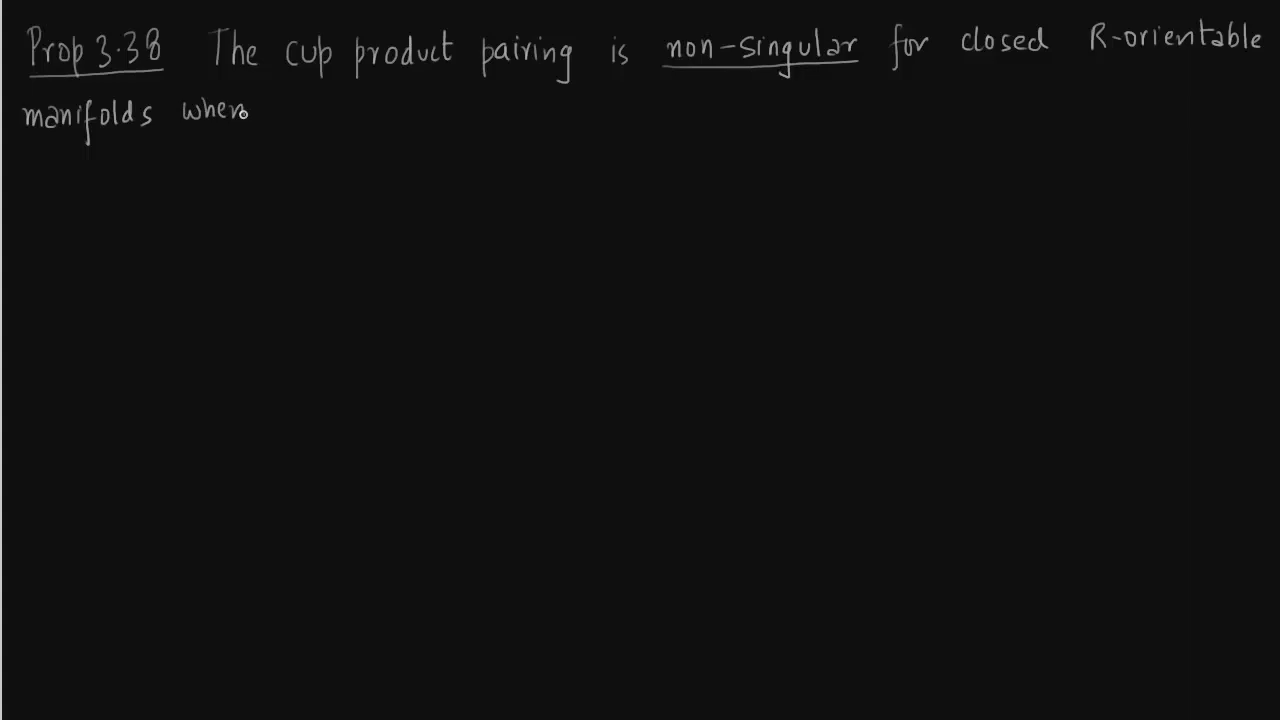 Prop 3.38 The cup product pairing is non-singular for closed R-orientable
manifolds when